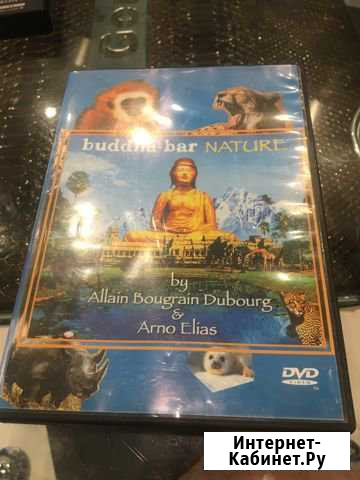 buddha-bar NATURE
by
Allain Bougrain Dubourg
&
Arno Elias
DVD
VIDEO
Интернет-
Кабинет.Ру